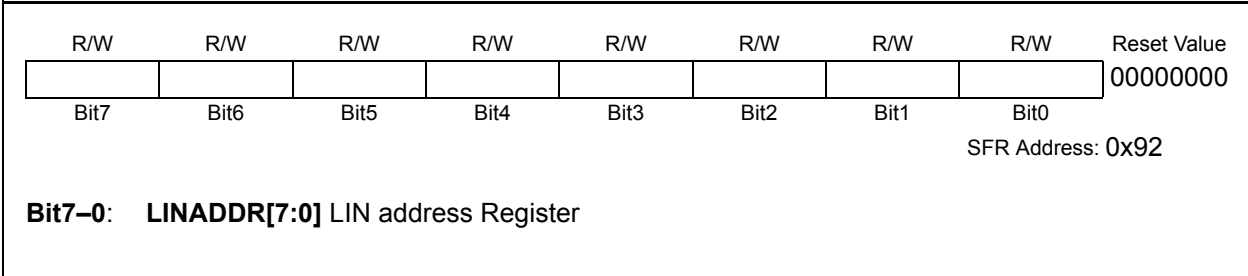 R/W R/W R/W R/W R/W R/W R/W R/W Reset Value
00000000
Bit7 Bit6 Bit5 Bit4 Bit3 Bit2 Bit1 Bit0
SFR Address: 0x92
Bit7–0: LINADDR[7:0] LIN address Register